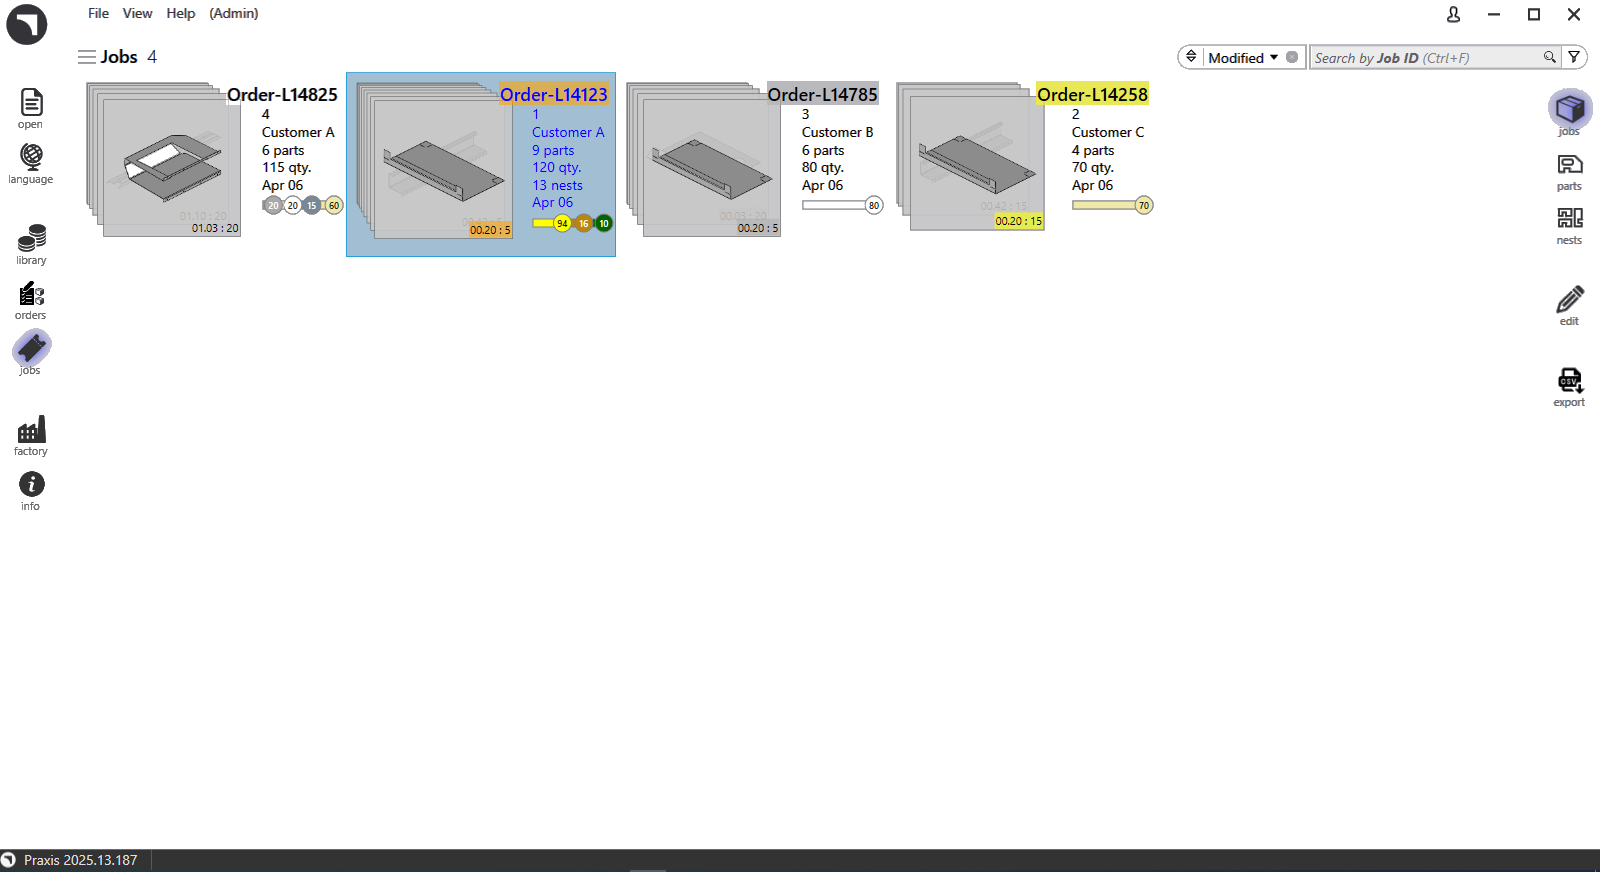 File View Help (Admin)
Jobs 4
Modified
Search by Job ID (Ctrl+F)
open
language
library
orders
jobs
factory
info
Order-L14825
4
Customer A
6 parts
115 qty.
Apr 06
20 20 15 60
01.10 : 20
01.03 : 20
Order-L14123
1
Customer A
9 parts
120 qty.
13 nests
Apr 06
94 16 10
00.42 : 5
00.20 : 5
Order-L14785
3
Customer B
6 parts
80 qty.
Apr 06
80
00.03 : 20
00.20 : 5
Order-L14258
2
Customer C
4 parts
70 qty.
Apr 06
70
00.42 : 15
00.20 : 15
jobs
parts
nests
edit
CSV
export
Praxis 2025.13.187